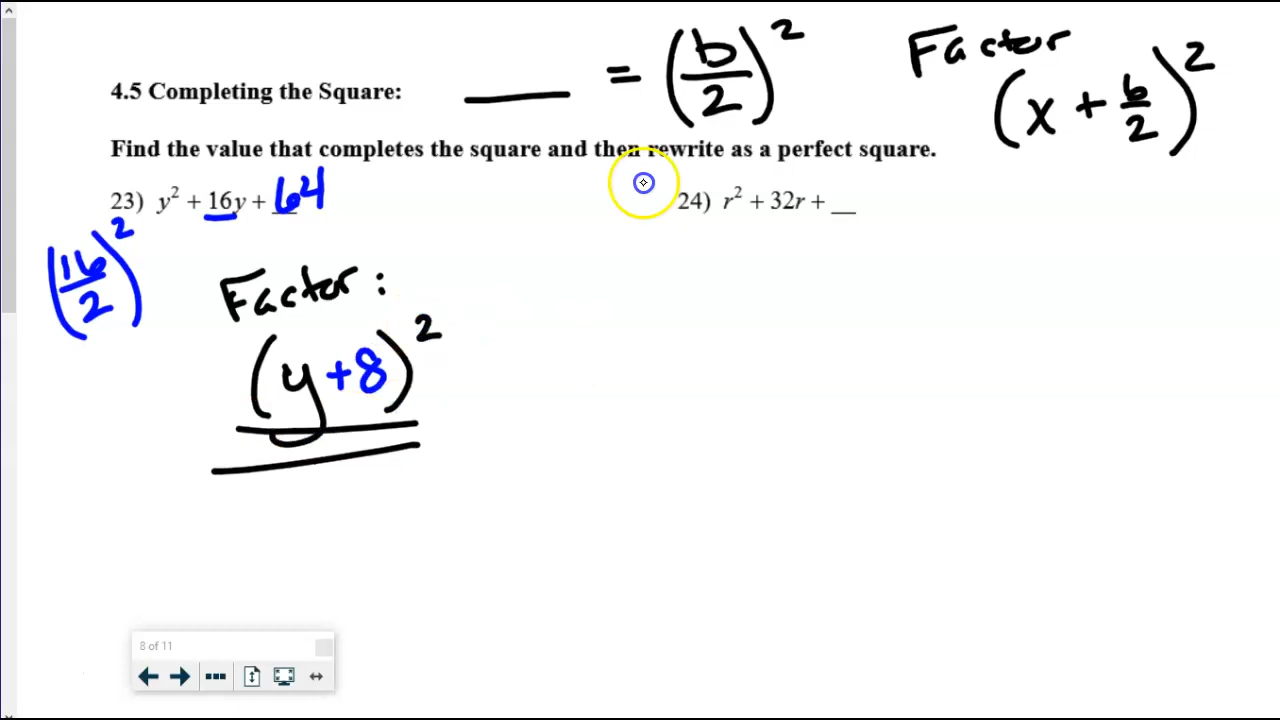 4.5 Completing the Square: ___ = (b/2)² Factor (x + b/2)²
Find the value that completes the square and then rewrite as a perfect square.
23) y² + 16y + 64
24) r² + 32r + __
(16/2)²
Factor:
(y+8)²
8 of 11